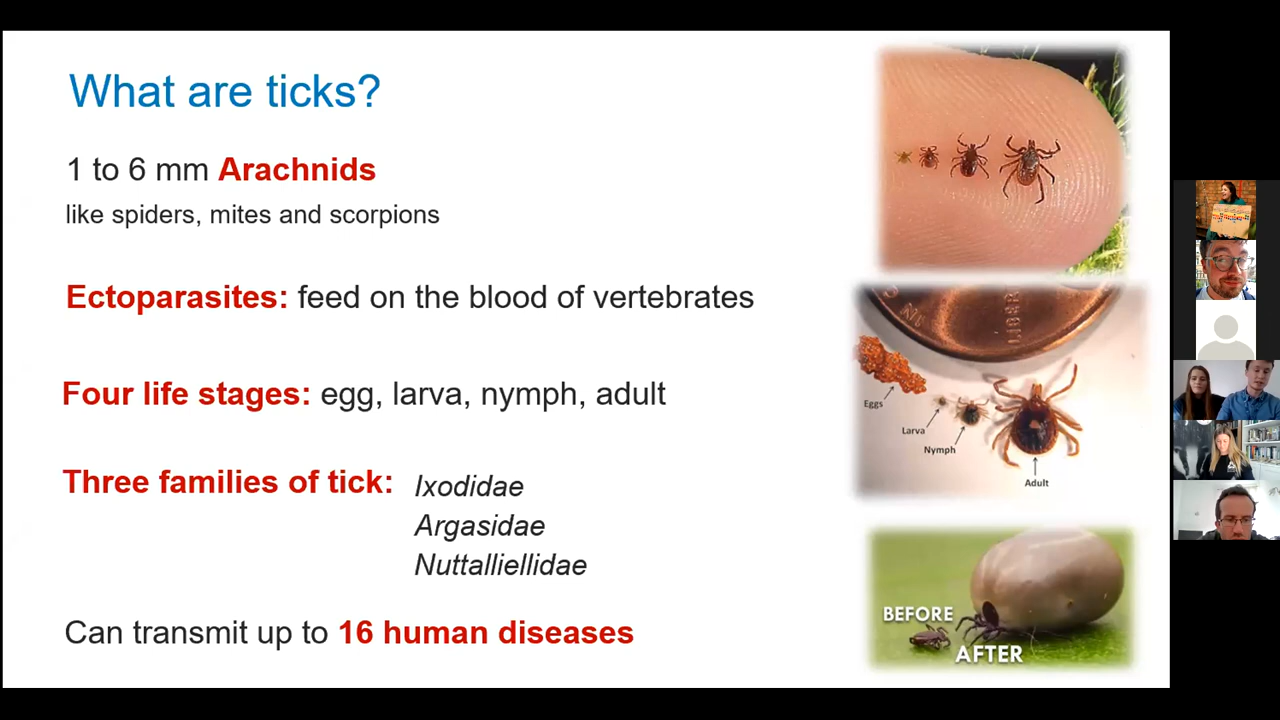 What are ticks?
1 to 6 mm Arachnids
like spiders, mites and scorpions
Ectoparasites: feed on the blood of vertebrates
Four life stages: egg, larva, nymph, adult
Three families of tick: Ixodidae
Argasidae
Nuttalliellidae
Can transmit up to 16 human diseases
Eggs
Larva
Nymph
Adult
BEFORE
AFTER